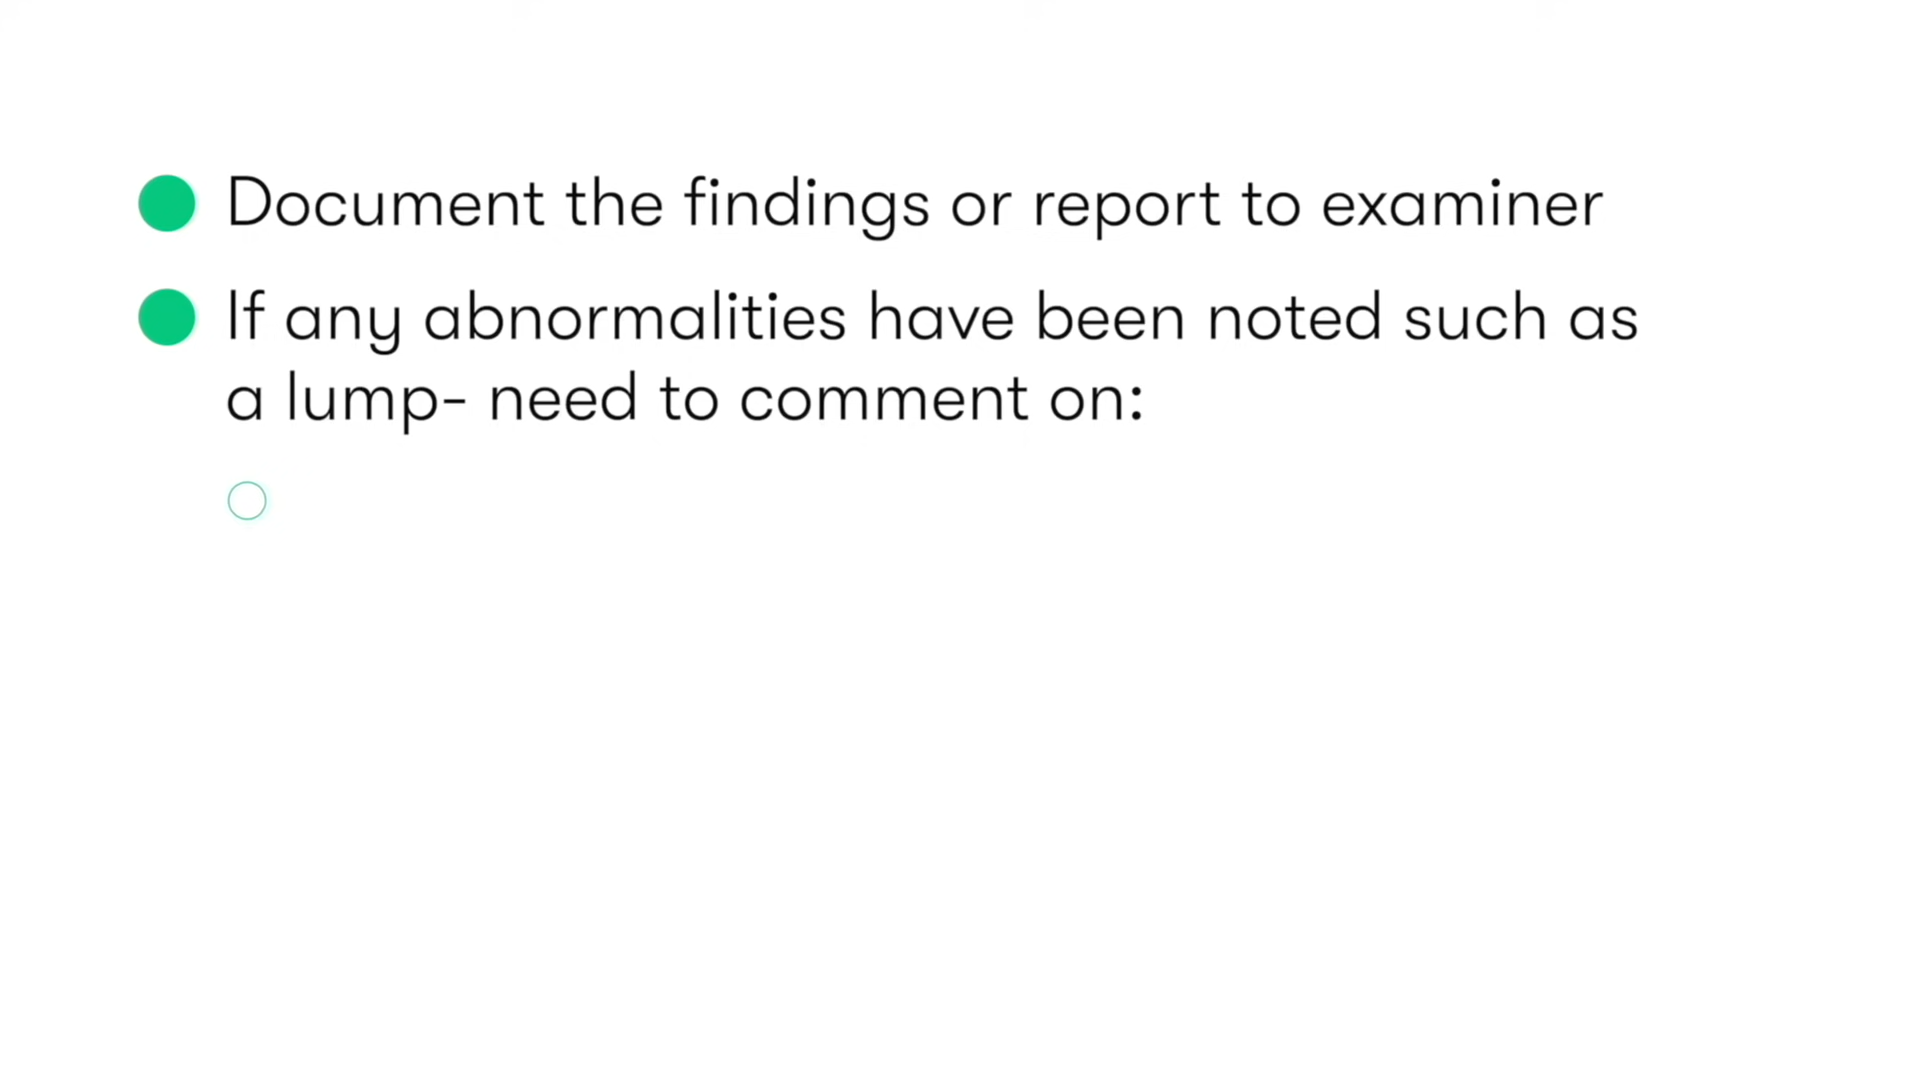 Document the findings or report to examiner
If any abnormalities have been noted such as
a lump- need to comment on: